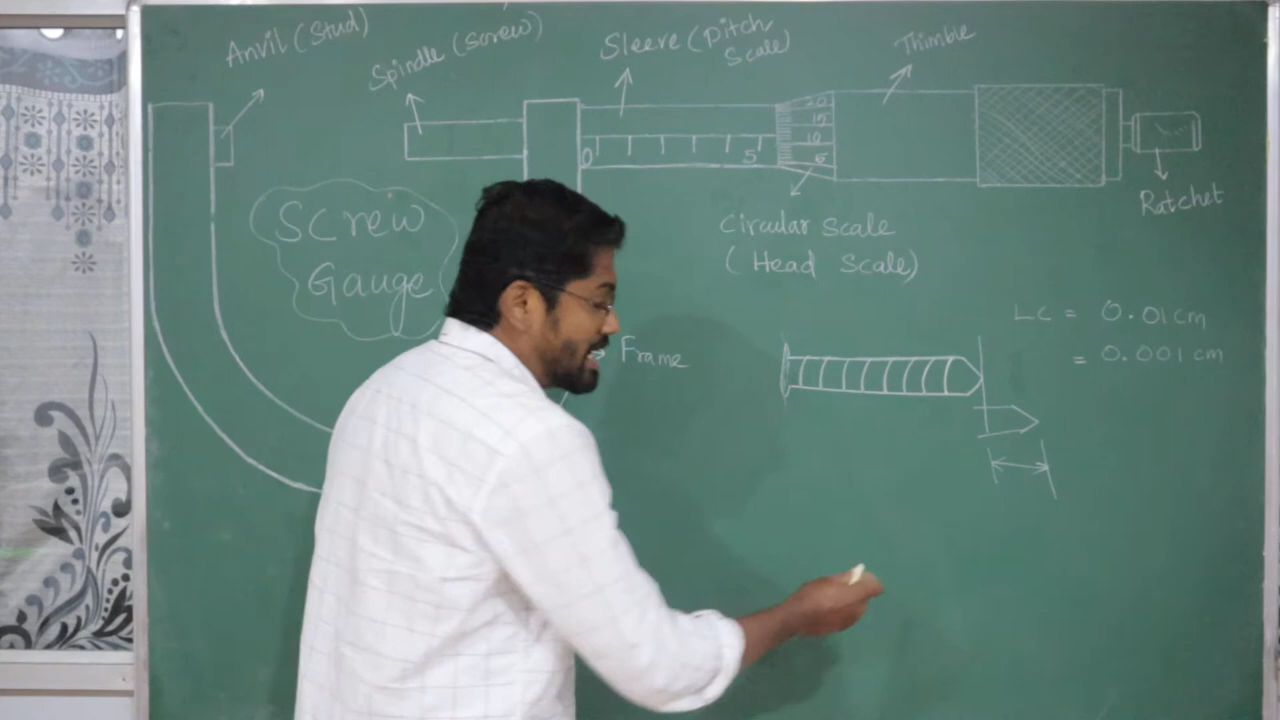 Anvil (Stud)
Spindle (Screw)
Sleeve (Pitch
Scale)
Thimble
0
5
20
15
10
5
Ratchet
Circular Scale
(Head Scale)
Screw
Gauge
Frame
LC = 0.01cm
= 0.001 cm